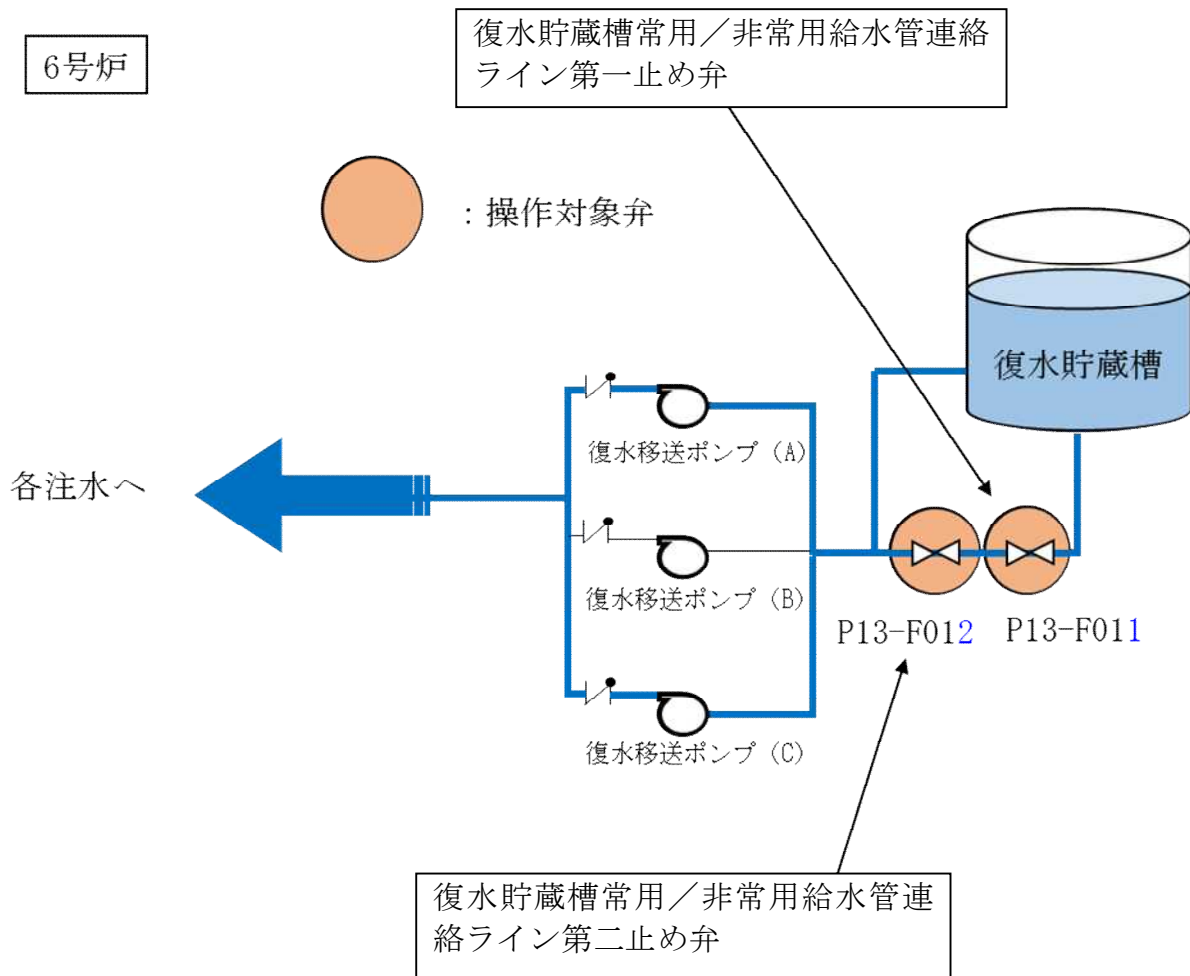 6号炉
復水貯蔵槽常用／非常用給水管連絡
ライン第一止め弁
：操作対象弁
復水貯蔵槽
復水移送ポンプ（A）
各注水へ
復水移送ポンプ（B）
P13-F012
P13-F011
復水移送ポンプ（C）
復水貯蔵槽常用／非常用給水管連
絡ライン第二止め弁